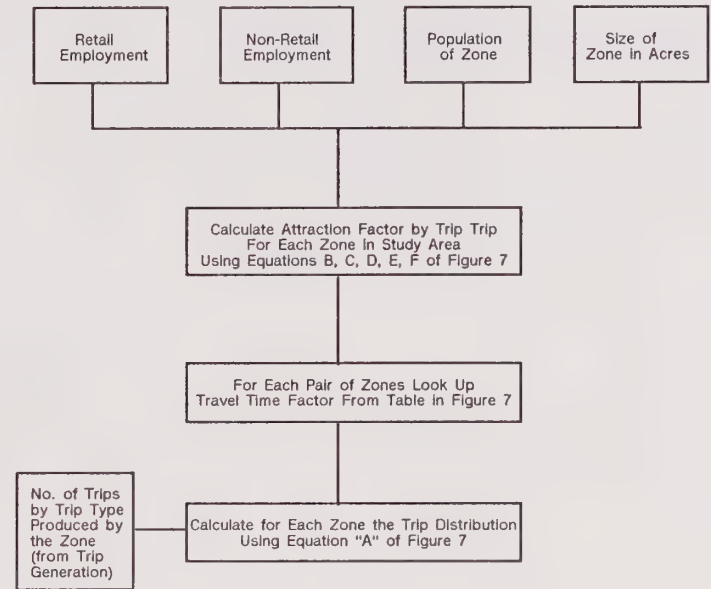 Retail
Employment
Non-Retail
Employment
Population
of Zone
Size of
Zone in Acres
Calculate Attraction Factor by Trip Trip
For Each Zone in Study Area
Using Equations B, C, D, E, F of Figure 7
For Each Pair of Zones Look Up
Travel Time Factor From Table in Figure 7
No. of Trips
by Trip Type
Produced by
the Zone
(from Trip
Generation)
Calculate for Each Zone the Trip Distribution
Using Equation "A" of Figure 7